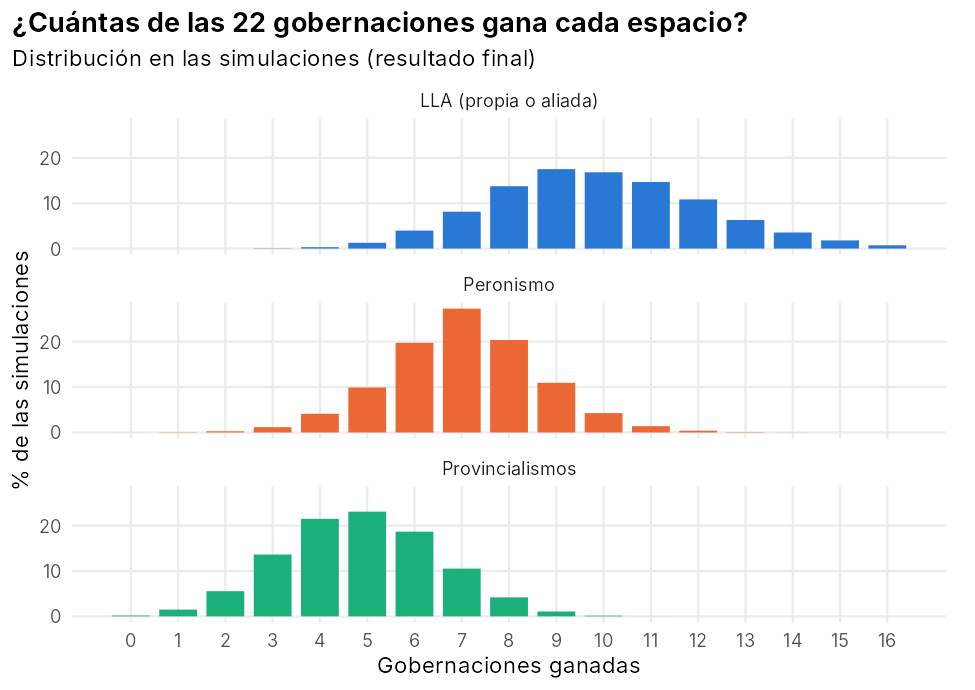 ¿Cuántas de las 22 gobernaciones gana cada espacio?
Distribución en las simulaciones (resultado final)
LLA (propia o aliada)
20
10
0
Peronismo
20
10
0
Provincialismos
20
10
0
% de las simulaciones
0 1 2 3 4 5 6 7 8 9 10 11 12 13 14 15 16
Gobernaciones ganadas